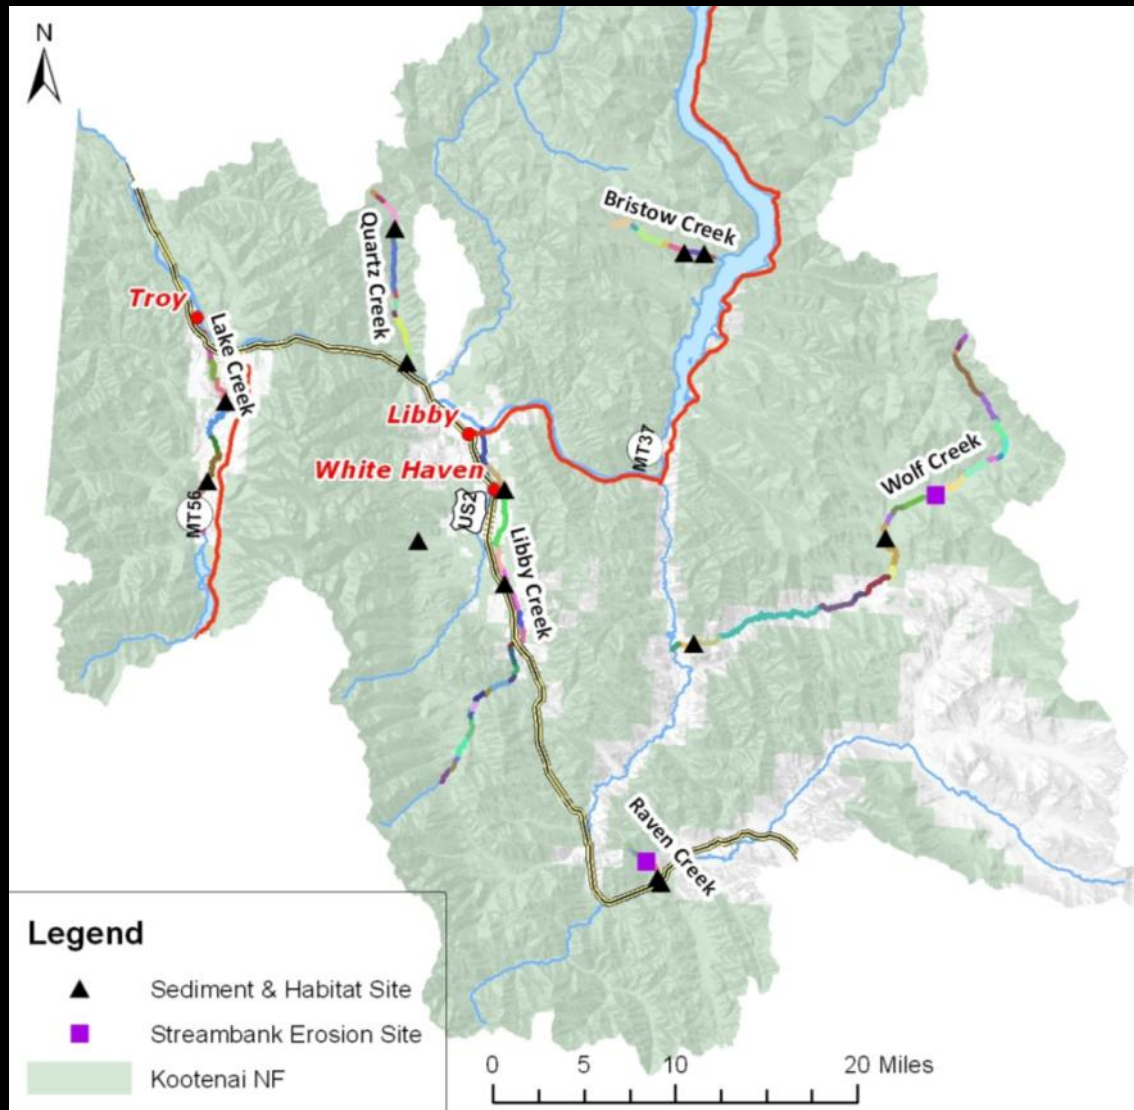 N
Bristow Creek
Quartz Creek
Troy
Lake Creek
Libby
MT37
White Haven
Wolf Creek
US2
MT56
Libby Creek
Raven Creek
Legend
Sediment & Habitat Site
Streambank Erosion Site
Kootenai NF
0 5 10 20 Miles